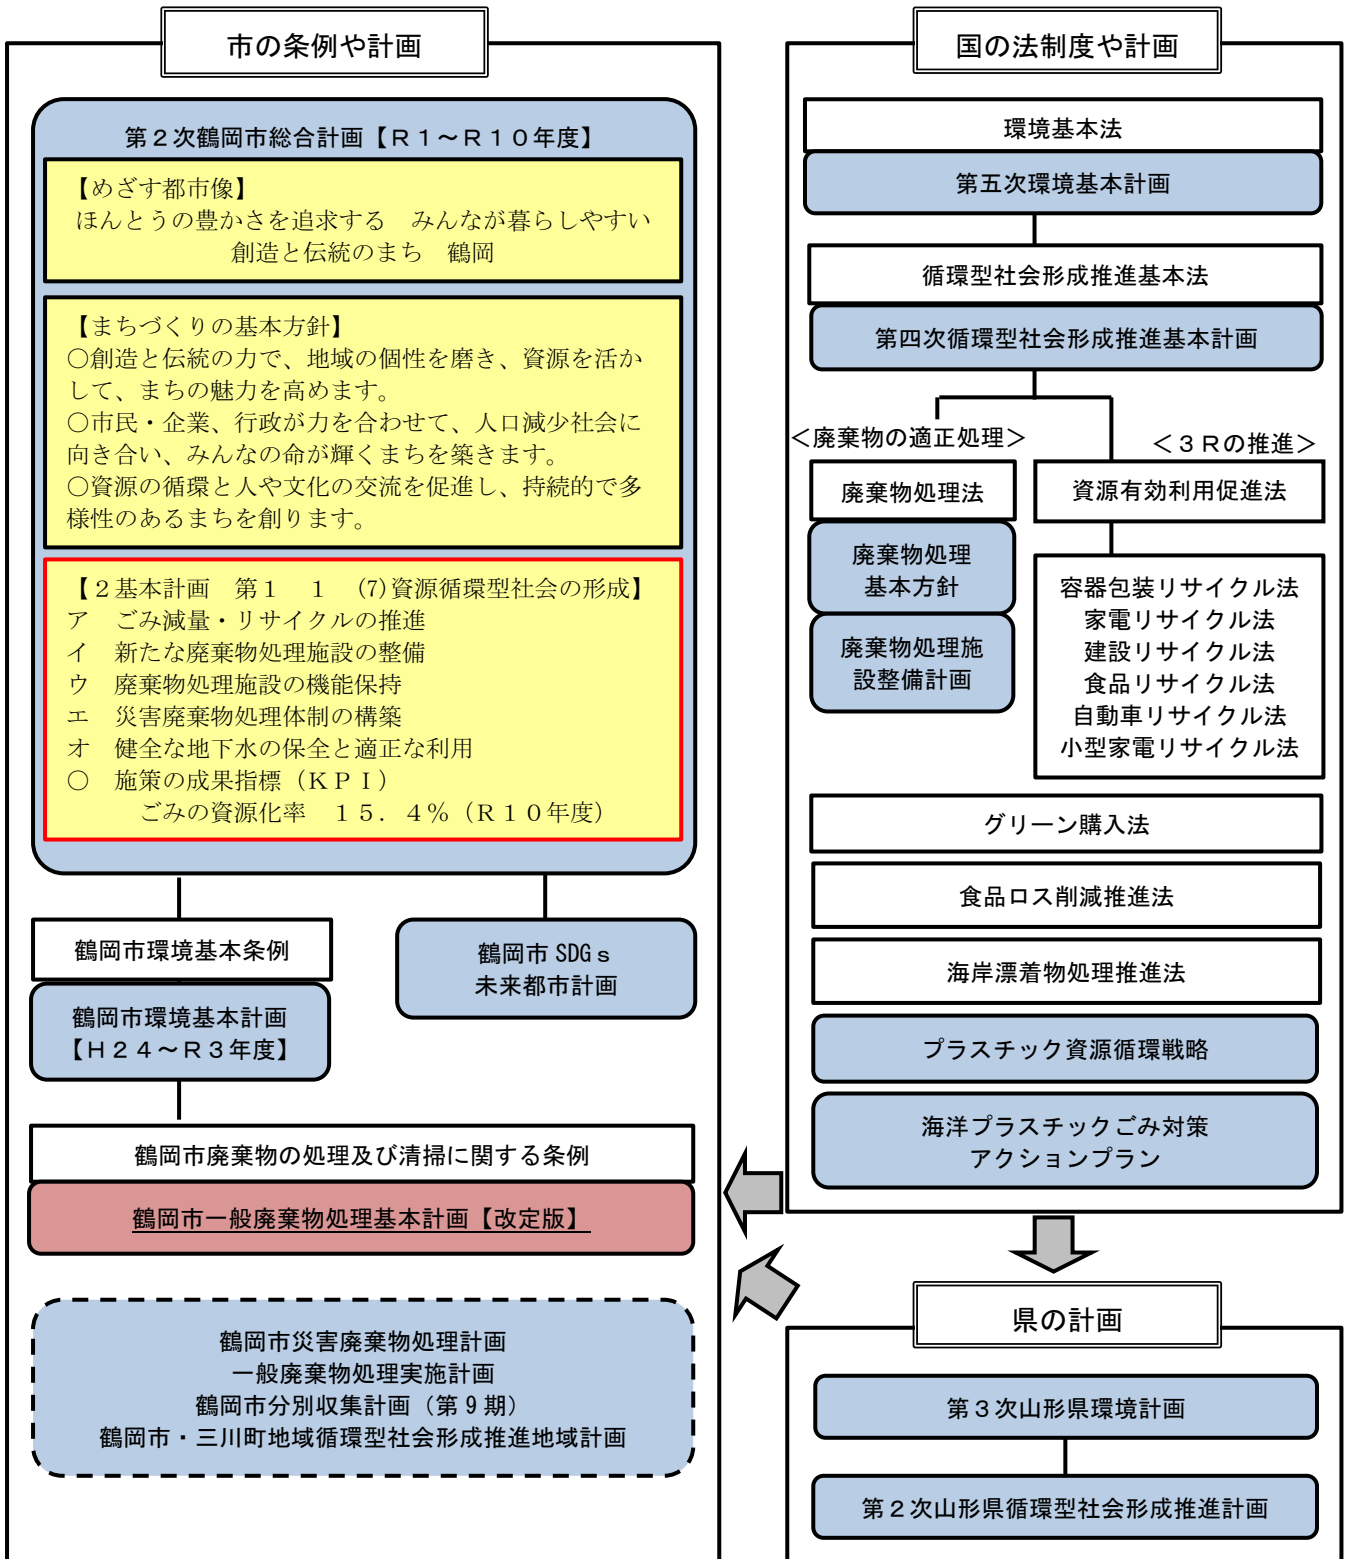 市の条例や計画
第２次鶴岡市総合計画【Ｒ１～Ｒ１０年度】
【めざす都市像】
ほんとうの豊かさを追求する　みんなが暮らしやすい
創造と伝統のまち　鶴岡
【まちづくりの基本方針】
○創造と伝統の力で、地域の個性を磨き、資源を活か
して、まちの魅力を高めます。
○市民・企業、行政が力を合わせて、人口減少社会に
向き合い、みんなの命が輝くまちを築きます。
○資源の循環と人や文化の交流を促進し、持続的で多
様性のあるまちを創ります。
【２基本計画　第１　１　(7)資源循環型社会の形成】
ア　ごみ減量・リサイクルの推進
イ　新たな廃棄物処理施設の整備
ウ　廃棄物処理施設の機能保持
エ　災害廃棄物処理体制の構築
オ　健全な地下水の保全と適正な利用
○　施策の成果指標（ＫＰＩ）
ごみの資源化率　１５．４％（Ｒ１０年度）
鶴岡市環境基本条例
鶴岡市環境基本計画
【Ｈ２４～Ｒ３年度】
鶴岡市 SDGｓ
未来都市計画
鶴岡市廃棄物の処理及び清掃に関する条例
鶴岡市一般廃棄物処理基本計画【改定版】
鶴岡市災害廃棄物処理計画
一般廃棄物処理実施計画
鶴岡市分別収集計画（第９期）
鶴岡市・三川町地域循環型社会形成推進地域計画
国の法制度や計画
環境基本法
第五次環境基本計画
循環型社会形成推進基本法
第四次循環型社会形成推進基本計画
＜廃棄物の適正処理＞
廃棄物処理法
廃棄物処理
基本方針
廃棄物処理施
設整備計画
＜３Ｒの推進＞
資源有効利用促進法
容器包装リサイクル法
家電リサイクル法
建設リサイクル法
食品リサイクル法
自動車リサイクル法
小型家電リサイクル法
グリーン購入法
食品ロス削減推進法
海岸漂着物処理推進法
プラスチック資源循環戦略
海洋プラスチックごみ対策
アクションプラン
県の計画
第３次山形県環境計画
第２次山形県循環型社会形成推進計画